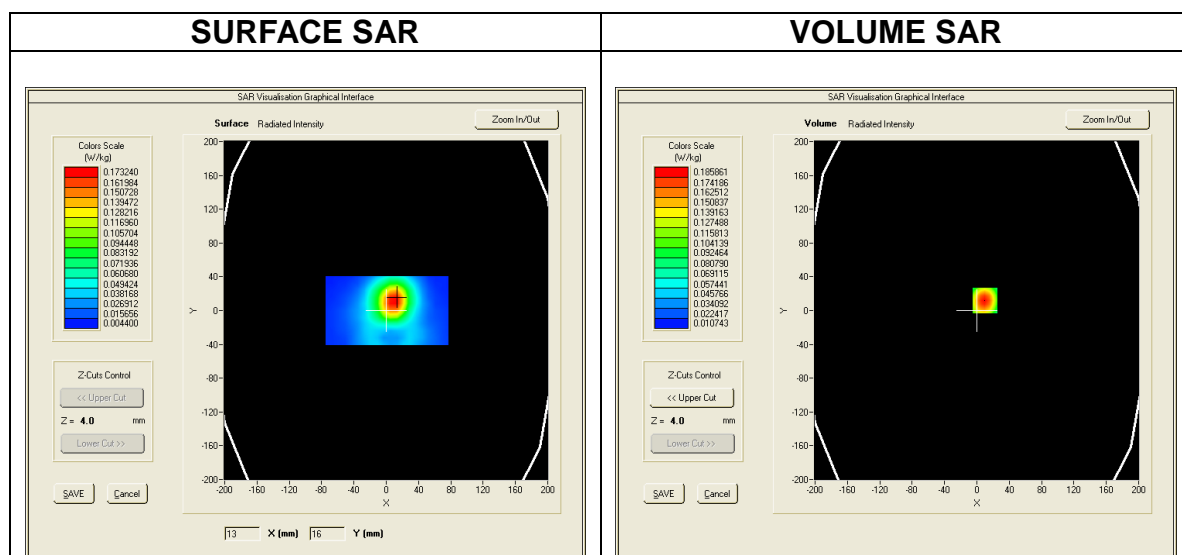 SURFACE SAR
VOLUME SAR
SAR Visualisation Graphical Interface
Surface Radiated Intensity
Zoom In/Out
Colors Scale
(W/kg)
0.173240
0.161984
0.150728
0.139472
0.128216
0.116960
0.105704
0.094448
0.083192
0.071936
0.060680
0.049424
0.038168
0.026912
0.015656
0.004400
Z-Cuts Control
<< Upper Cut
Z = 4.0 mm
Lower Cut >>
SAVE
Cancel
200
160
120
80
40
0
-40
-80
-120
-160
-200
Y
-200 -160 -120 -80 -40 0 40 80 120 160 200
X
13 X (mm) 16 Y (mm)
SAR Visualisation Graphical Interface
Volume Radiated Intensity
Zoom In/Out
Colors Scale
(W/kg)
0.185861
0.174186
0.162512
0.150837
0.139163
0.127488
0.115813
0.104139
0.092464
0.080790
0.069115
0.057441
0.045766
0.034092
0.022417
0.010743
Z-Cuts Control
<< Upper Cut
Z = 4.0 mm
Lower Cut >>
SAVE
Cancel
200
160
120
80
40
0
-40
-80
-120
-160
-200
Y
-200 -160 -120 -80 -40 0 40 80 120 160 200
X